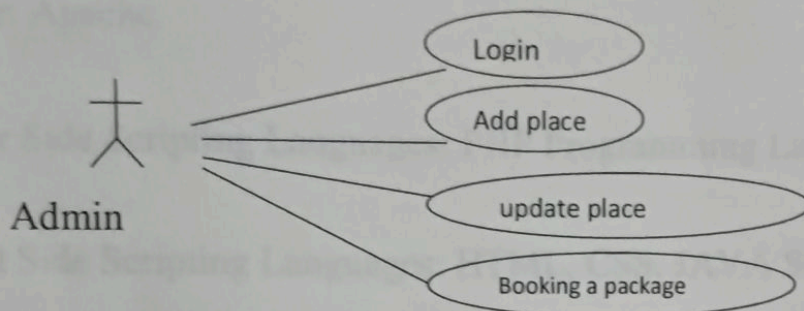 Login
Add place
update place
Admin
Booking a package